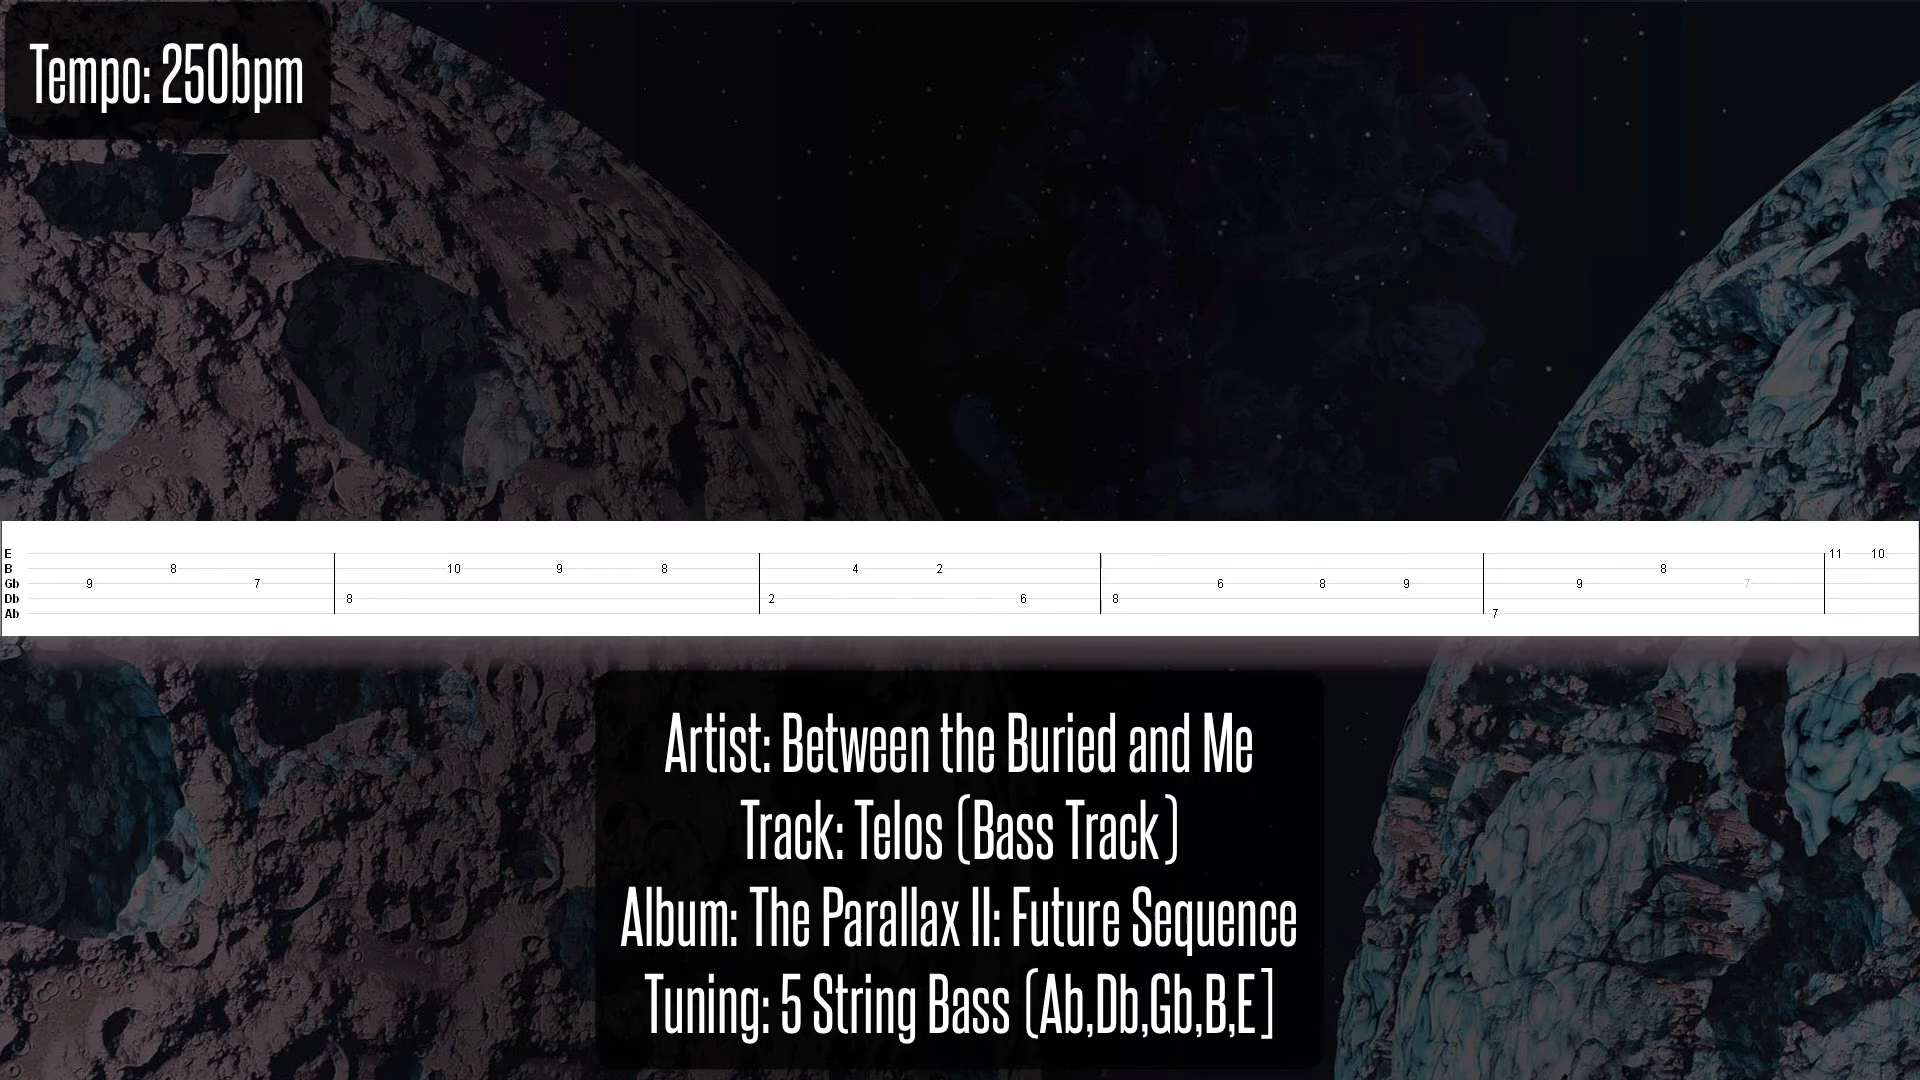 Tempo: 250bpm
E 11 10
B 8 10 9 8 4 2 8
Gb 9 7 6 8 9 9 7
Db 8 2 6 8
Ab 7
Artist: Between the Buried and Me
Track: Telos (Bass Track)
Album: The Parallax II: Future Sequence
Tuning: 5 String Bass (Ab,Db,Gb,B,E]